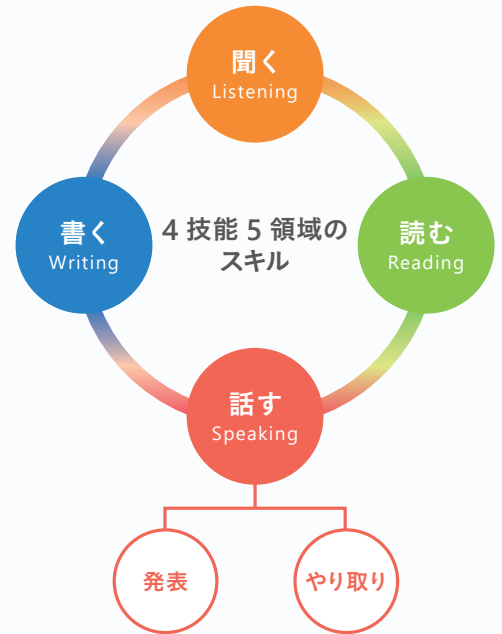 聞く
Listening
書く
Writing
4技能5領域の
スキル
読む
Reading
話す
Speaking
発表
やり取り